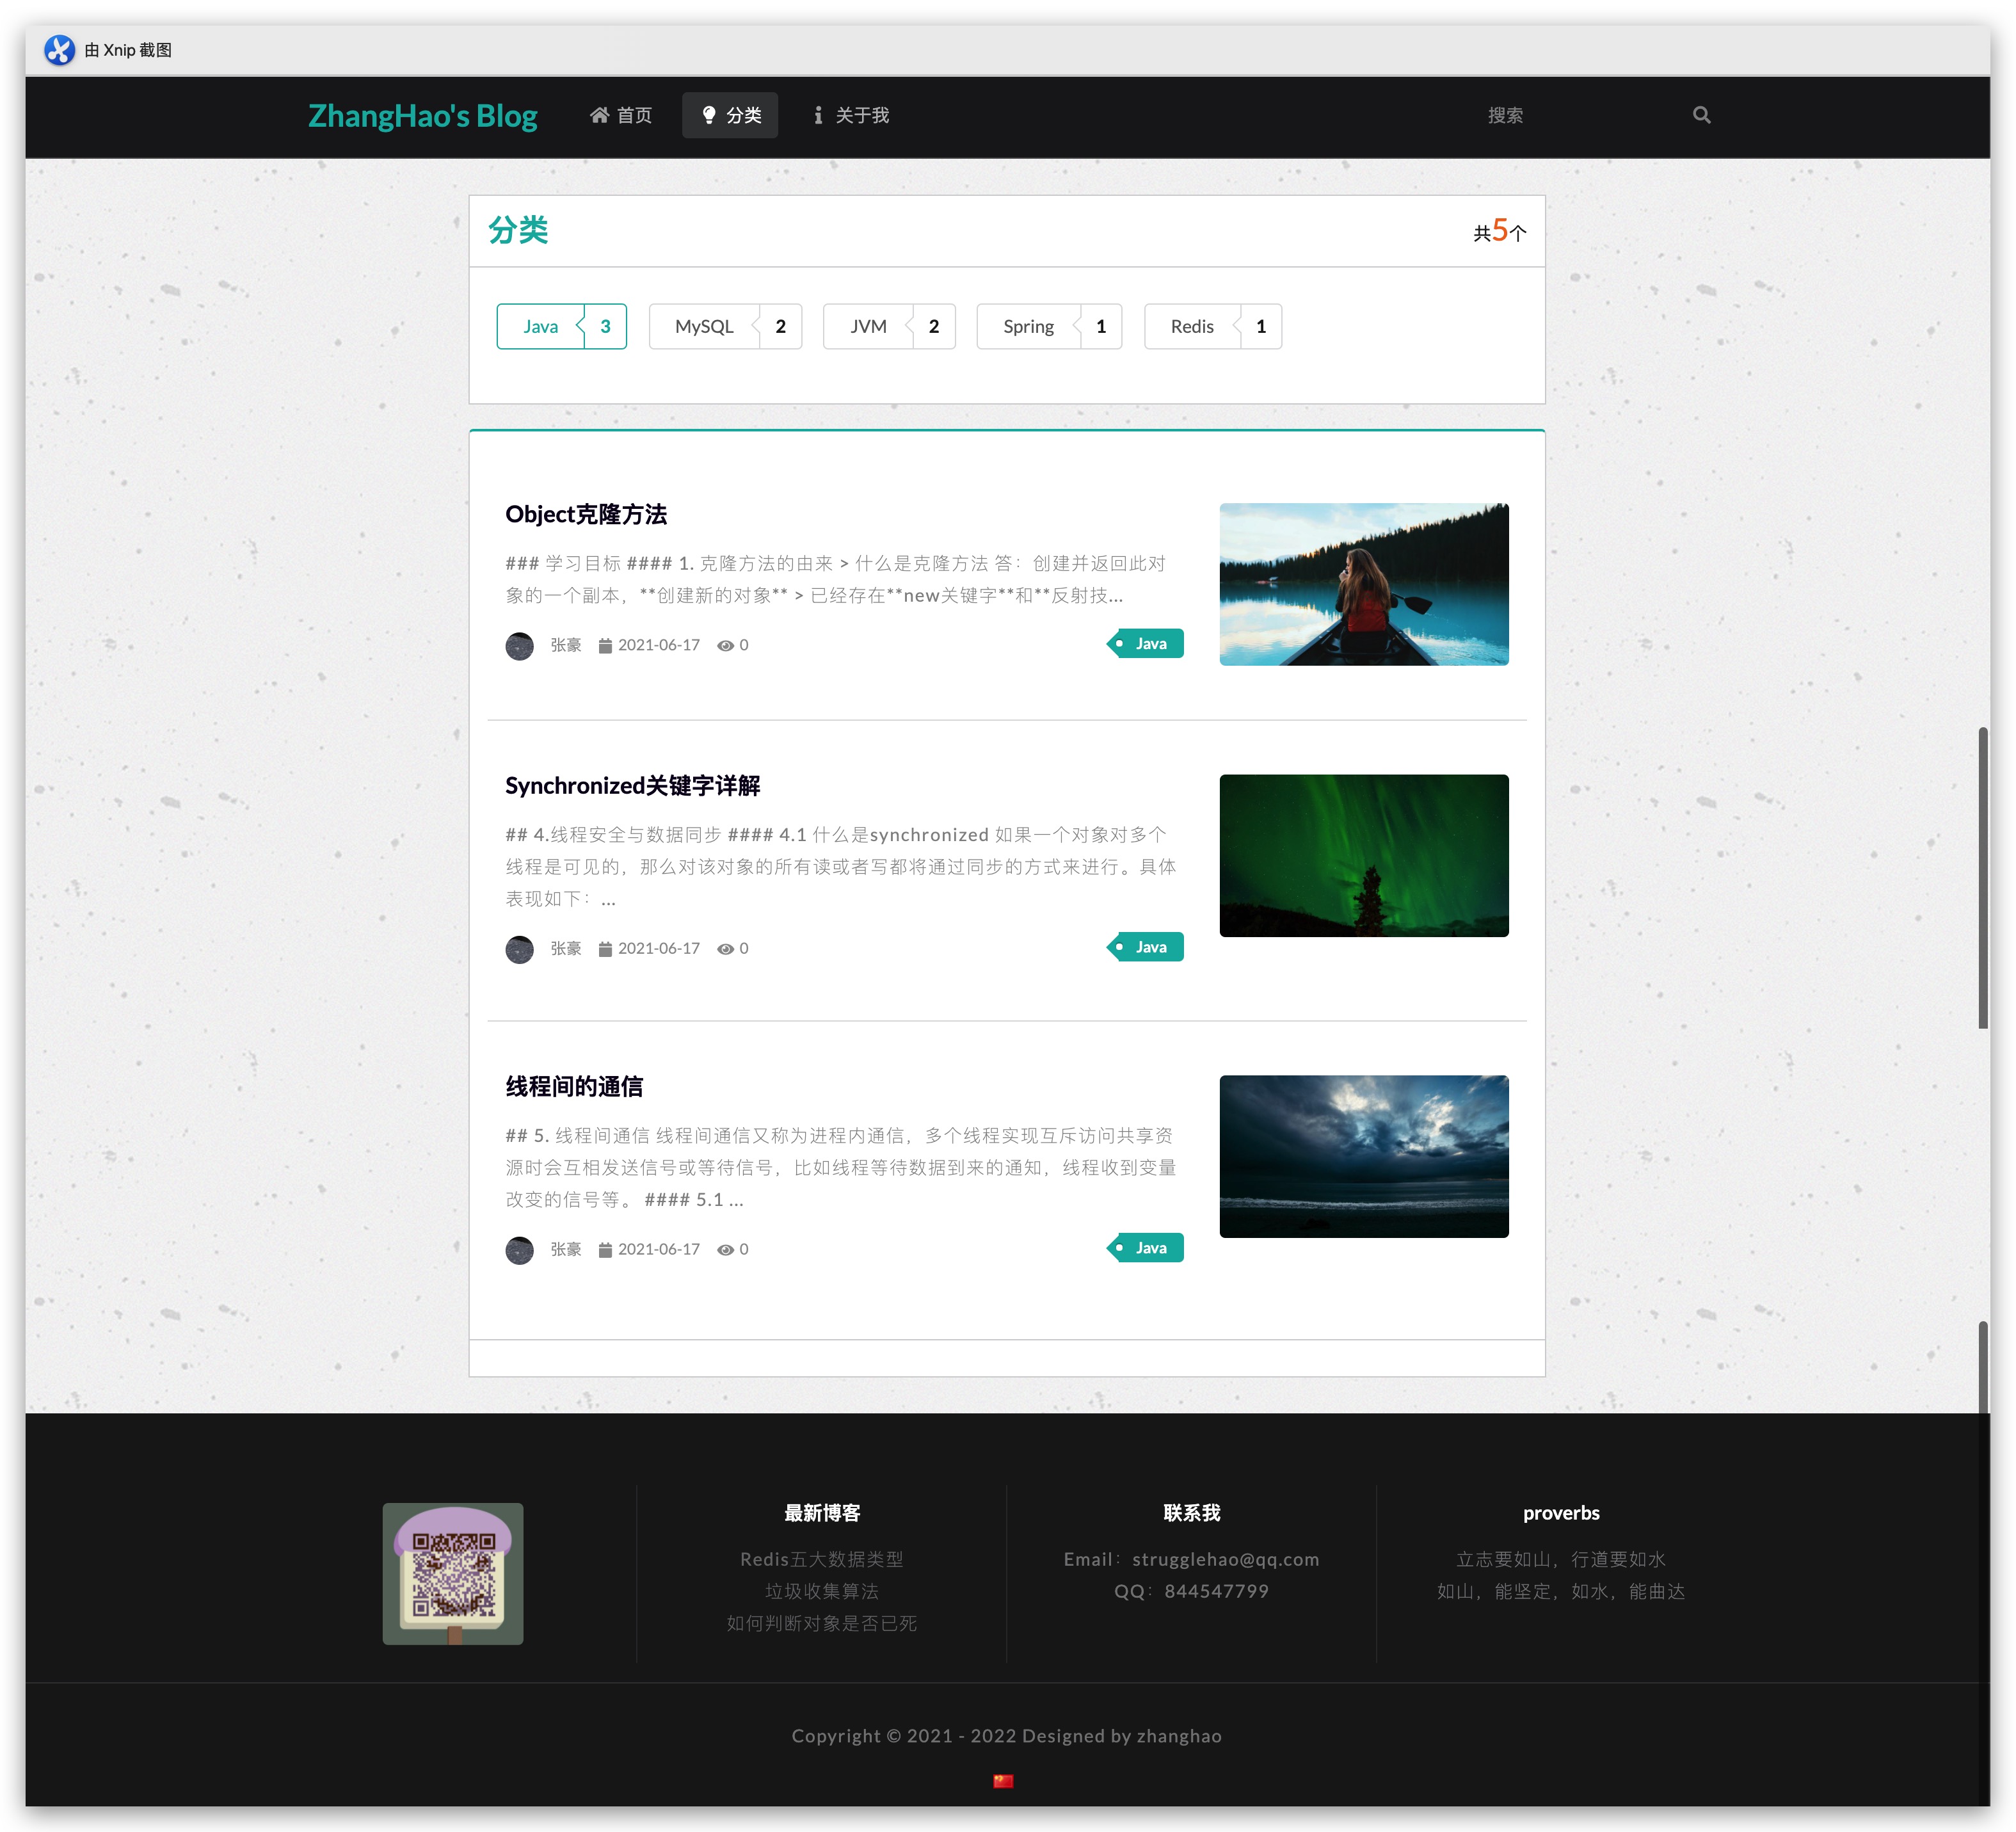 由 Xnip 截图
ZhangHao's Blog 首页 分类 关于我 搜索
分类 共5个
Java 3 MySQL 2 JVM 2 Spring 1 Redis 1
Object克隆方法
### 学习目标 #### 1. 克隆方法的由来 > 什么是克隆方法 答：创建并返回此对
象的一个副本，**创建新的对象** > 已经存在**new关键字**和**反射技...
张豪 2021-06-17 0 Java
Synchronized关键字详解
## 4.线程安全与数据同步 #### 4.1 什么是synchronized 如果一个对象对多个
线程是可见的，那么对该对象的所有读或者写都将通过同步的方式来进行。具体
表现如下：...
张豪 2021-06-17 0 Java
线程间的通信
## 5. 线程间通信 线程间通信又称为进程内通信，多个线程实现互斥访问共享资
源时会互相发送信号或等待信号，比如线程等待数据到来的通知，线程收到变量
改变的信号等。 #### 5.1 ...
张豪 2021-06-17 0 Java
最新博客
Redis五大数据类型
垃圾收集算法
如何判断对象是否已死
联系我
Email：strugglehao@qq.com
QQ：844547799
proverbs
立志要如山，行道要如水
如山，能坚定，如水，能曲达
Copyright © 2021 - 2022 Designed by zhanghao